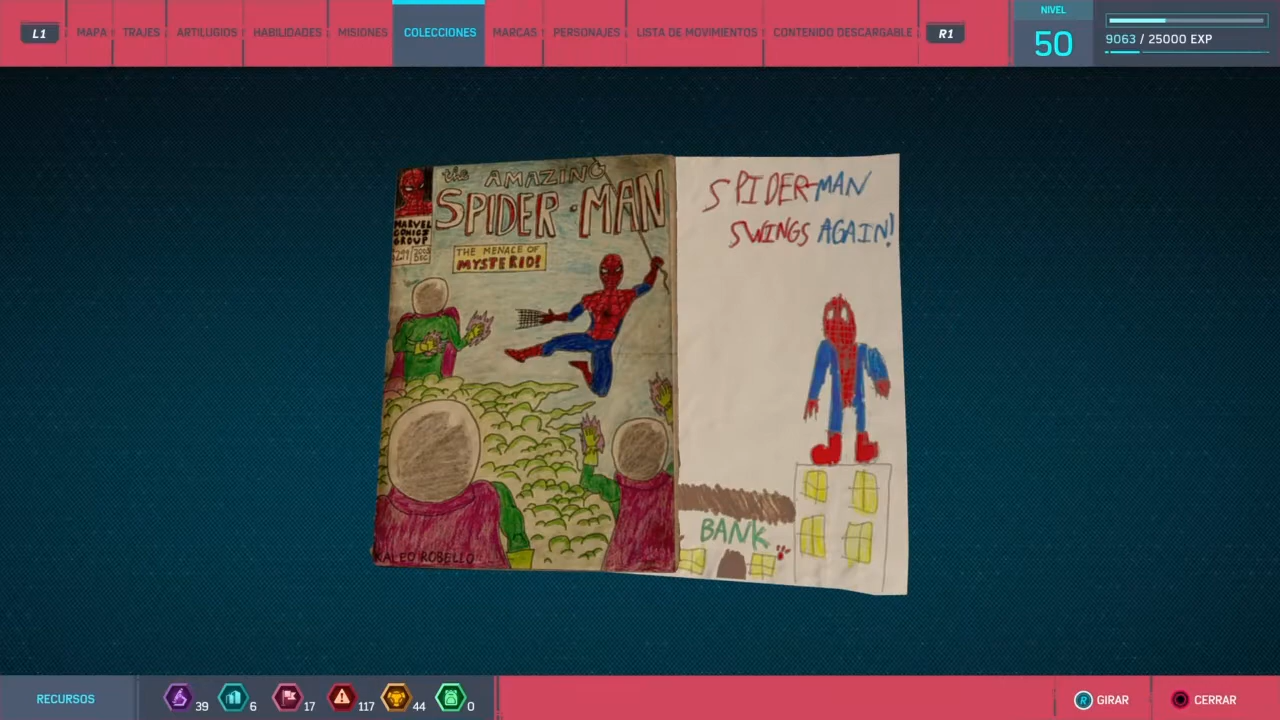 L1
MAPA
TRAJES
ARTILUGIOS
HABILIDADES
MISIONES
COLECCIONES
MARCAS
PERSONAJES
LISTA DE MOVIMIENTOS
CONTENIDO DESCARGABLE
R1
NIVEL
50
9063 / 25000 EXP
the AMAZING
SPIDER-MAN
MARVEL
COMICS
GROUP
THE MENACE OF
MYSTERIO!
KALEO ROBELLO
SPIDER-MAN
SWINGS AGAIN!
BANK
RECURSOS
39
6
17
117
44
0
R GIRAR
CERRAR